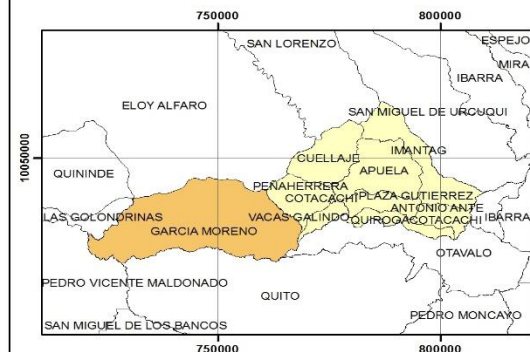 750000
800000
SAN LORENZO
ESPEJO
MIRA
IBARRA
ELOY ALFARO
SAN MIGUEL DE URCUQUI
10050000
IMANTAG
CUELLAJE
APUELA
QUININDE
PEÑAHERRERA
COTACACHI
PLAZA GUTIERREZ
ANTONIO ANTE
LAS GOLONDRINAS
VACAS GALINDO
QUIROGA
COTACACHI
IBARRA
GARCIA MORENO
OTAVALO
PEDRO VICENTE MALDONADO
QUITO
PEDRO MONCAYO
SAN MIGUEL DE LOS BANCOS
750000
800000